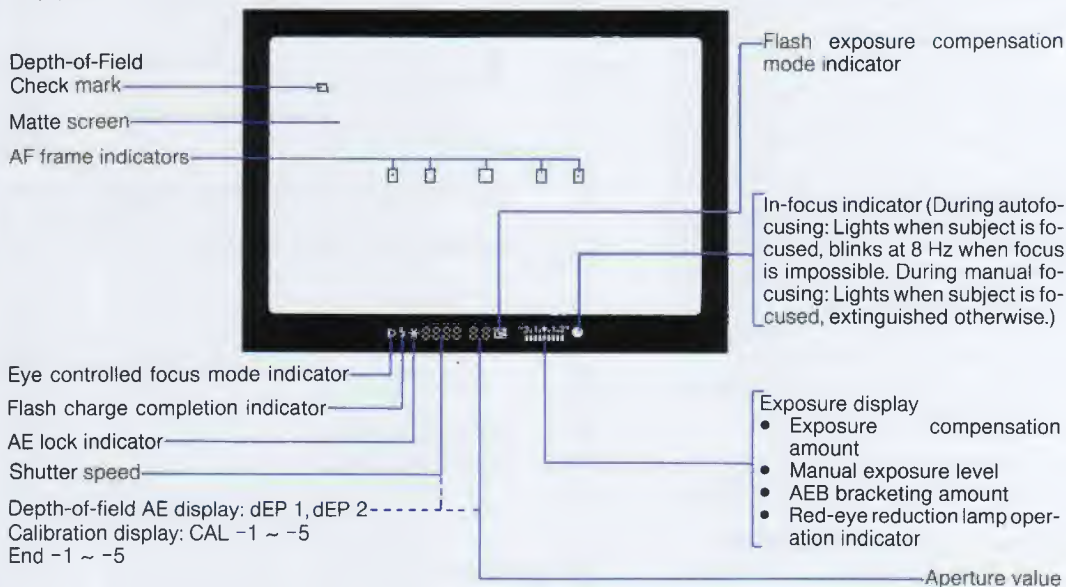 Depth-of-Field
Check mark
Matte screen
AF frame indicators
Flash exposure compensation
mode indicator
In-focus indicator (During autofo-
cusing: Lights when subject is fo-
cused, blinks at 8 Hz when focus
is impossible. During manual fo-
cusing: Lights when subject is fo-
cused, extinguished otherwise.)
Eye controlled focus mode indicator
Flash charge completion indicator
AE lock indicator
Shutter speed
Depth-of-field AE display: dEP 1, dEP 2
Calibration display: CAL -1 ~ -5
End -1 ~ -5
Exposure display
• Exposure compensation
amount
• Manual exposure level
• AEB bracketing amount
• Red-eye reduction lamp oper-
ation indicator
Aperture value